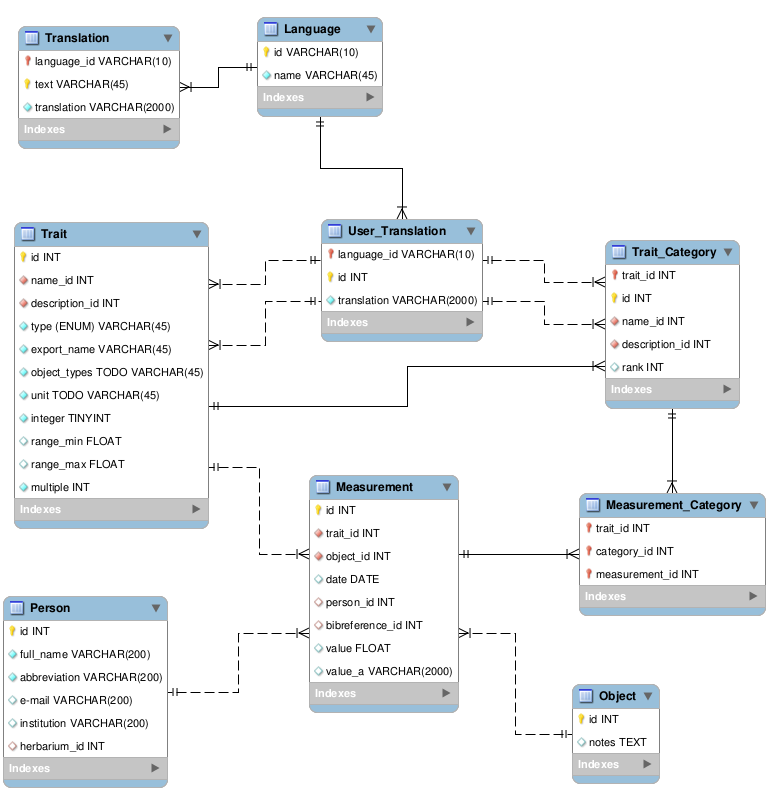 Translation
language_id VARCHAR(10)
text VARCHAR(45)
translation VARCHAR(2000)
Indexes
Language
id VARCHAR(10)
name VARCHAR(45)
Indexes
Trait
id INT
name_id INT
description_id INT
type (ENUM) VARCHAR(45)
export_name VARCHAR(45)
object_types TODO VARCHAR(45)
unit TODO VARCHAR(45)
integer TINYINT
range_min FLOAT
range_max FLOAT
multiple INT
Indexes
User_Translation
language_id VARCHAR(10)
id INT
translation VARCHAR(2000)
Indexes
Trait_Category
trait_id INT
id INT
name_id INT
description_id INT
rank INT
Indexes
Measurement
id INT
trait_id INT
object_id INT
date DATE
person_id INT
bibreference_id INT
value FLOAT
value_a VARCHAR(2000)
Indexes
Measurement_Category
trait_id INT
category_id INT
measurement_id INT
Indexes
Person
id INT
full_name VARCHAR(200)
abbreviation VARCHAR(200)
e-mail VARCHAR(200)
institution VARCHAR(200)
herbarium_id INT
Indexes
Object
id INT
notes TEXT
Indexes